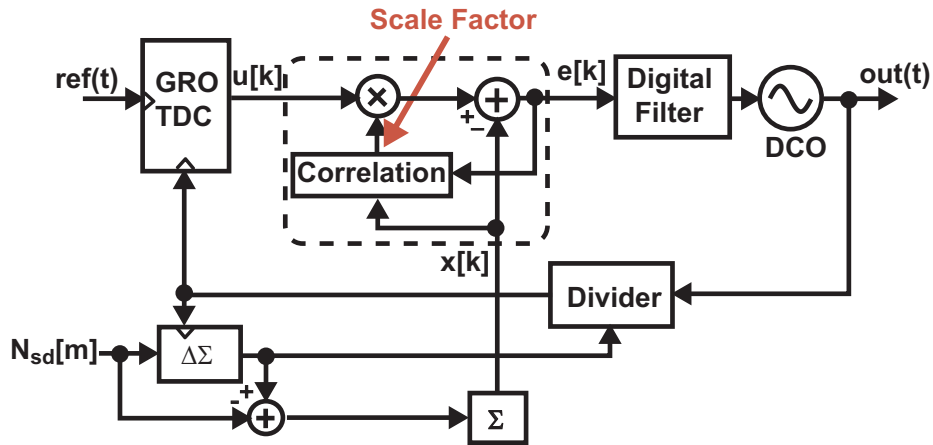 Scale Factor
ref(t)
GRO
TDC
u[k]
×
+
+
−
e[k]
Digital
Filter
DCO
out(t)
Correlation
x[k]
Divider
N_sd[m]
ΔΣ
+
-
+
Σ